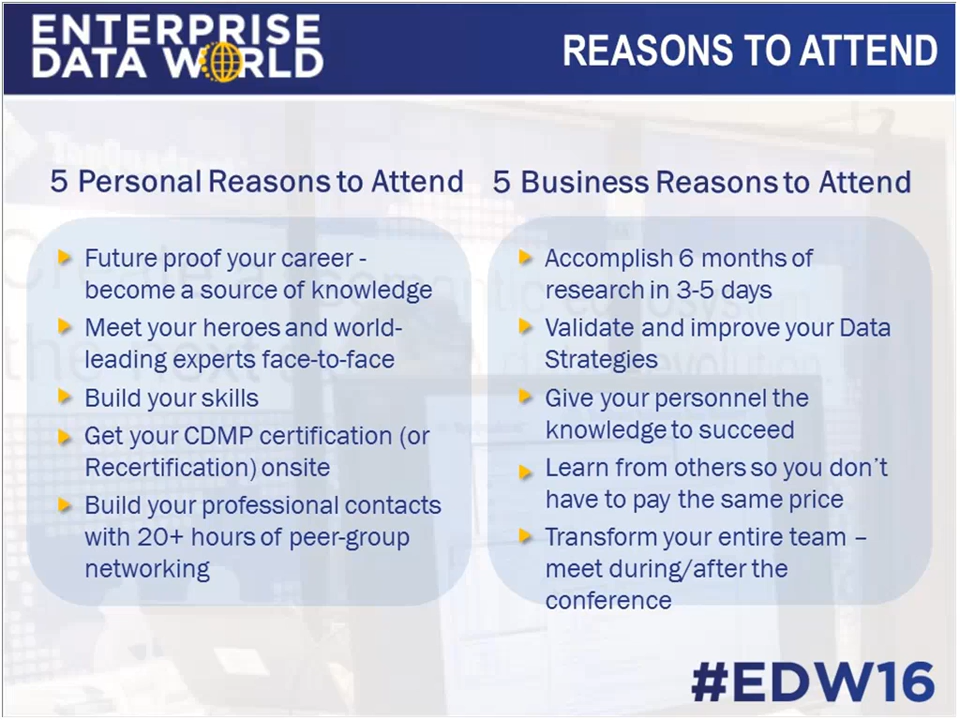 ENTERPRISE
DATA WORLD
REASONS TO ATTEND
5 Personal Reasons to Attend
Future proof your career -
become a source of knowledge
Meet your heroes and world-
leading experts face-to-face
Build your skills
Get your CDMP certification (or
Recertification) onsite
Build your professional contacts
with 20+ hours of peer-group
networking
5 Business Reasons to Attend
Accomplish 6 months of
research in 3-5 days
Validate and improve your Data
Strategies
Give your personnel the
knowledge to succeed
Learn from others so you don’t
have to pay the same price
Transform your entire team –
meet during/after the
conference
#EDW16